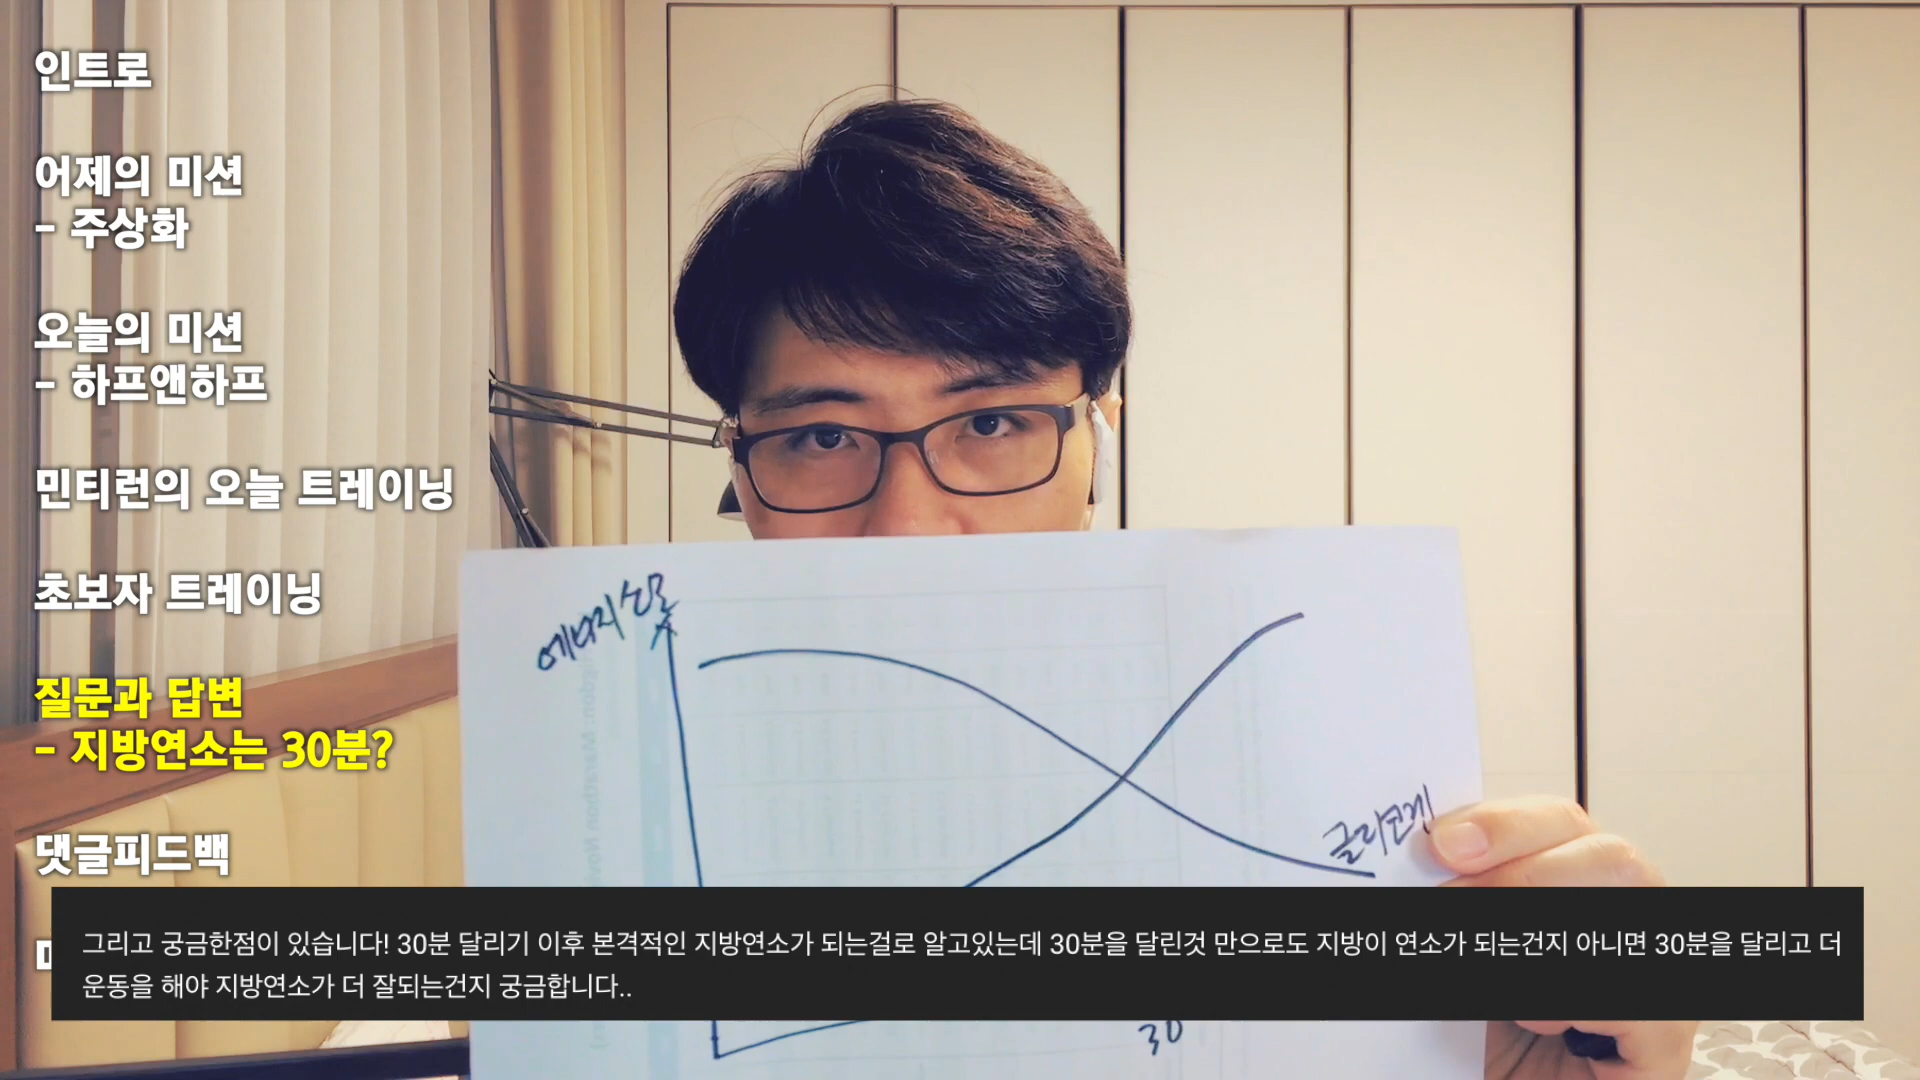 인트로
어제의 미션
- 주상화
오늘의 미션
- 하프앤하프
민티런의 오늘 트레이닝
초보자 트레이닝
질문과 답변
- 지방연소는 30분?
댓글피드백
에너지 소모
글리코겐
그리고 궁금한점이 있습니다! 30분 달리기 이후 본격적인 지방연소가 되는걸로 알고있는데 30분을 달린것 만으로도 지방이 연소가 되는건지 아니면 30분을 달리고 더
운동을 해야 지방연소가 더 잘되는건지 궁금합니다..
30